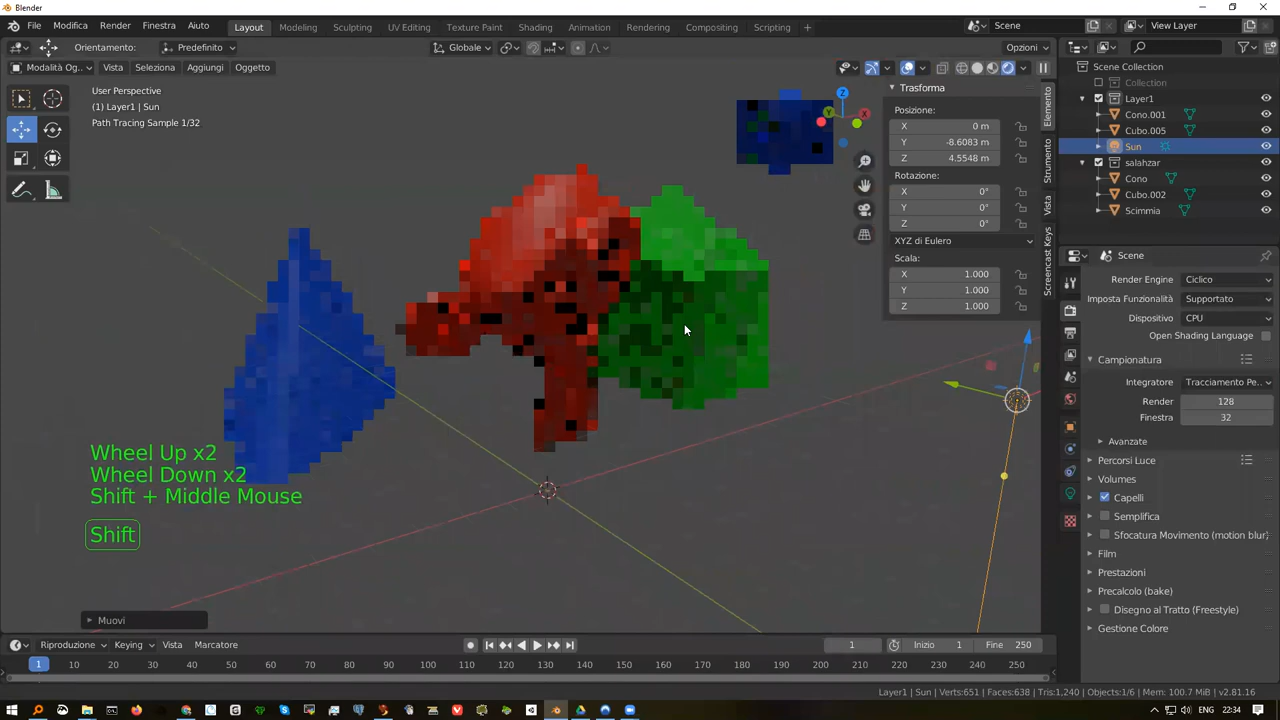 Blender
File Modifica Render Finestra Aiuto Layout Modeling Sculpting UV Editing Texture Paint Shading Animation Rendering Compositing Scripting + Scene View Layer
Orientamento: Predefinito Globale Opzioni
Modalità Og... Vista Seleziona Aggiungi Oggetto
User Perspective
(1) Layer1 | Sun
Path Tracing Sample 1/32
Z
X
Y
Trasforma
Posizione:
X 0 m
Y -8.6083 m
Z 4.5548 m
Rotazione:
X 0°
Y 0°
Z 0°
XYZ di Eulero
Scala:
X 1.000
Y 1.000
Z 1.000
Elemento
Strumento
Vista
Screencast Keys
Scene Collection
Collection
Layer1
Cono.001
Cubo.005
Sun
salahzar
Cono
Cubo.002
Scimmia
Scene
Render Engine Ciclico
Imposta Funzionalità Supportato
Dispositivo CPU
Open Shading Language
Campionatura
Integratore Tracciamento Pe...
Render 128
Finestra 32
Avanzate
Percorsi Luce
Volumes
Capelli
Semplifica
Sfocatura Movimento (motion blur)
Film
Prestazioni
Precalcolo (bake)
Disegno al Tratto (Freestyle)
Gestione Colore
Wheel Up x2
Wheel Down x2
Shift + Middle Mouse
Shift
Muovi
Riproduzione Keying Vista Marcatore 1 Inizio 1 Fine 250
1 10 20 30 40 50 60 70 80 90 100 110 120 130 140 150 160 170 180 190 200 210 220 230 240 250
Layer1 | Sun | Verts:651 | Faces:638 | Tris:1,240 | Objects:1/6 | Mem: 100.7 MiB | v2.81.16
ENG 22:34